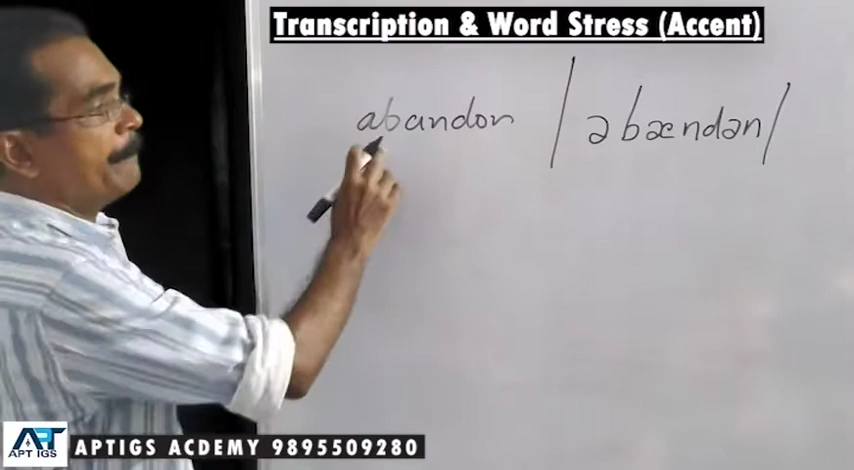 Transcription & Word Stress (Accent)
abandon /əbændən/
APT IGS
APTIGS ACDEMY 9895509280